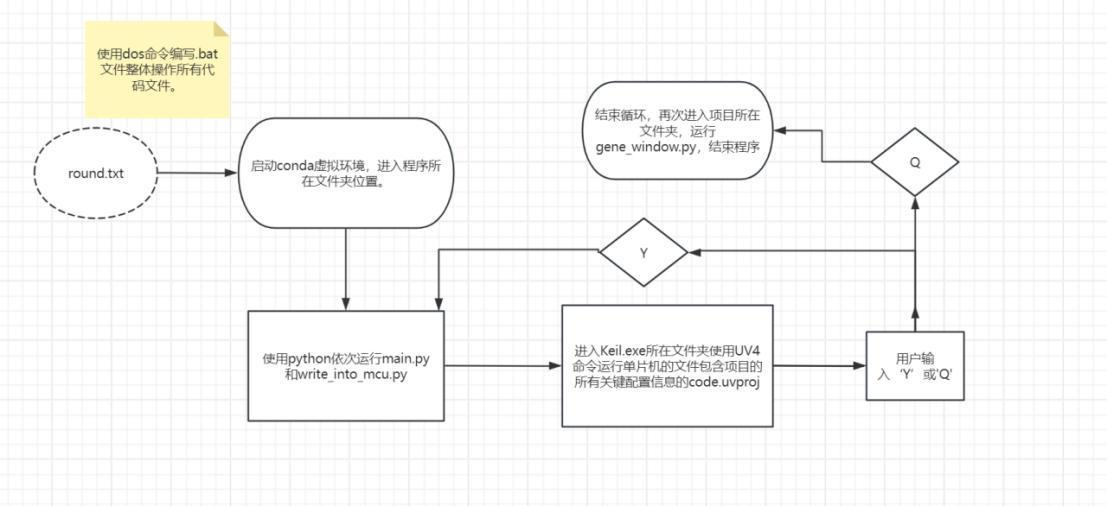 使用dos命令编写.bat
文件整体操作所有代
码文件。
round.txt
启动conda虚拟环境，进入程序所
在文件夹位置。
结束循环，再次进入项目所在
文件夹，运行
gene_window.py，结束程序
Q
Y
使用python依次运行main.py
和write_into_mcu.py
进入Keil.exe所在文件夹使用UV4
命令运行单片机的文件包含项目的
所有关键配置信息的code.uvproj
用户输
入‘Y’或'Q'